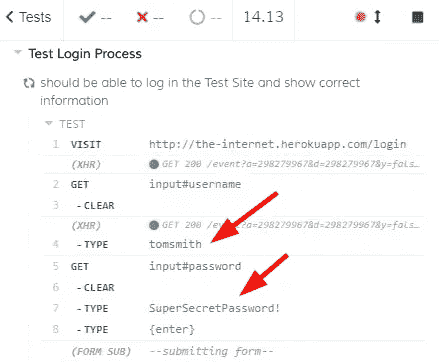 Tests -- -- -- 14.13
Test Login Process
should be able to log in the Test Site and show correct
information
TEST
1 VISIT http://the-internet.herokuapp.com/login
(XHR) GET 200 /event?a=298279967&d=298279967&y=fals…
2 GET input#username
3 - CLEAR
(XHR) GET 200 /event?a=298279967&d=298279967&y=fals…
4 - TYPE tomsmith
5 GET input#password
6 - CLEAR
7 - TYPE SuperSecretPassword!
8 - TYPE {enter}
(FORM SUB) --submitting form--